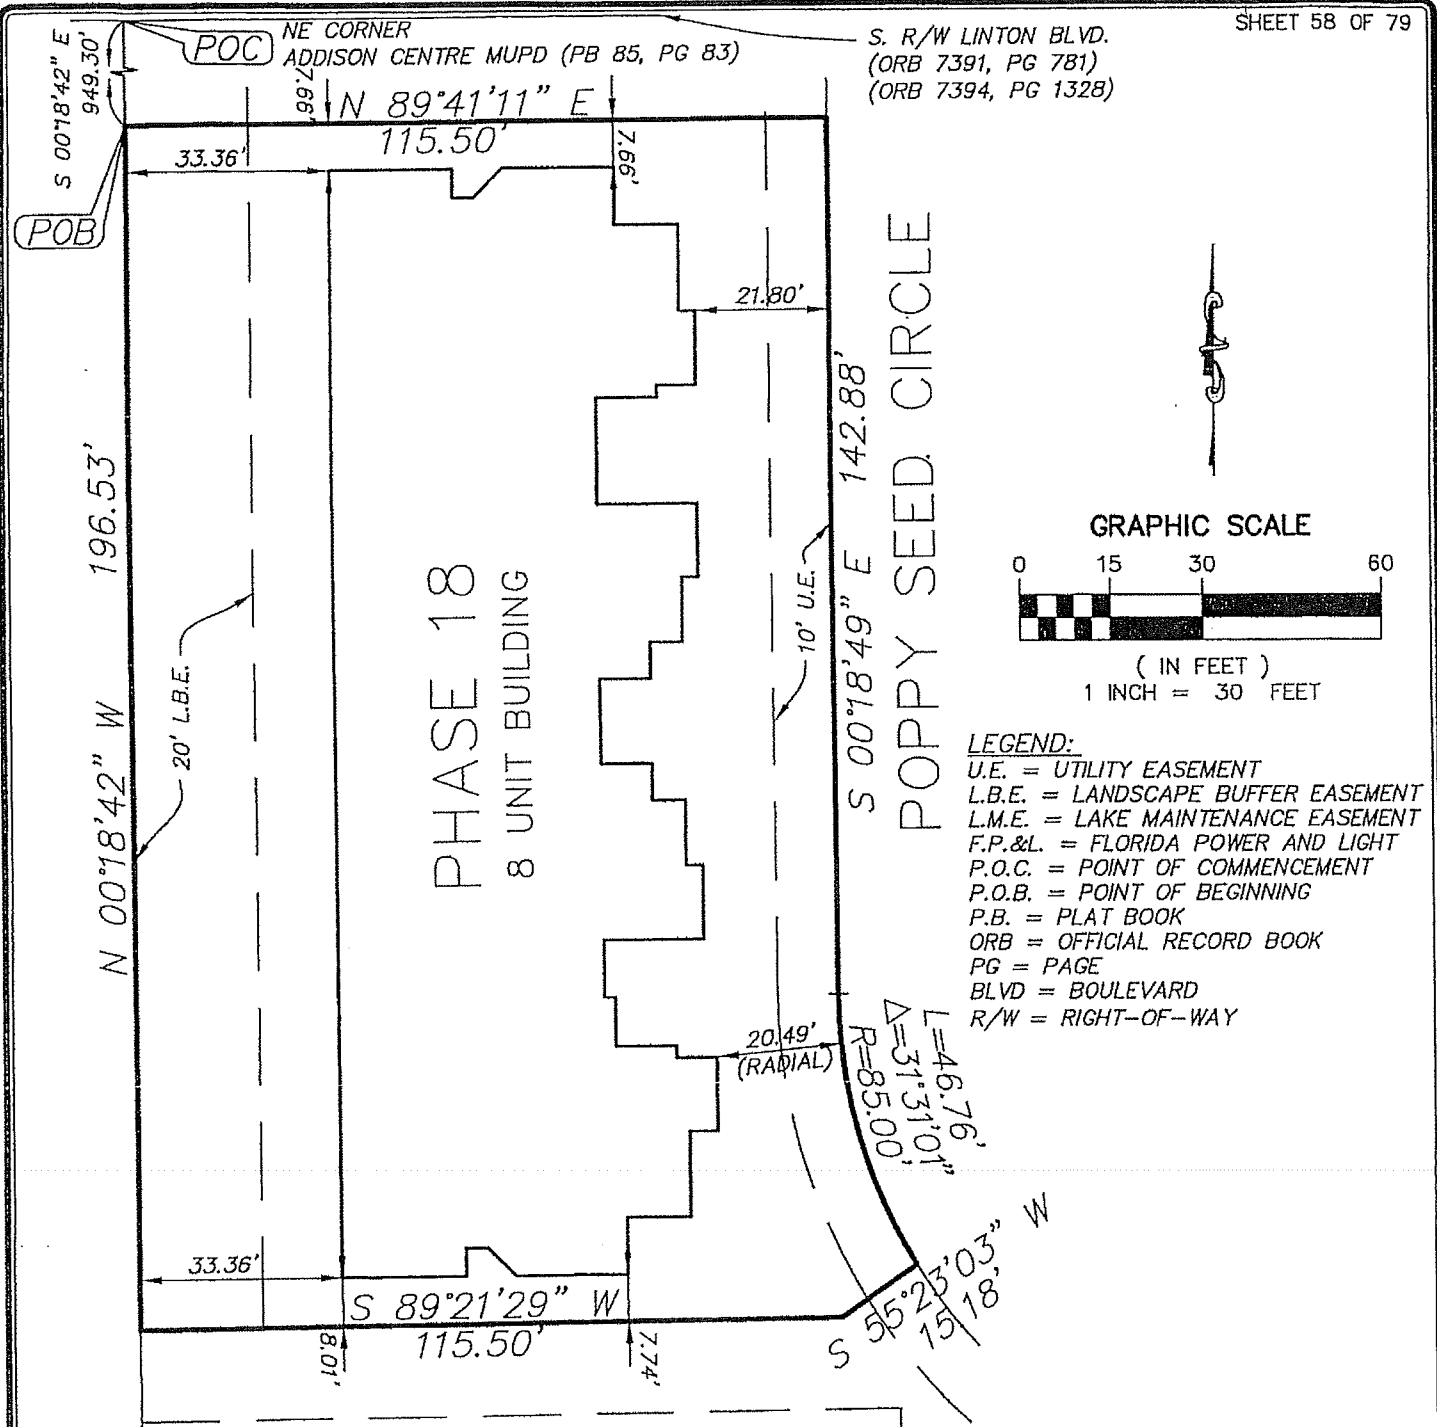 SHEET 58 OF 79
NE CORNER
ADDISON CENTRE MUPD (PB 85, PG 83)
POC
S. R/W LINTON BLVD.
(ORB 7391, PG 781)
(ORB 7394, PG 1328)
S 00°18'42" E
949.30'
7.66'
N 89°41'11" E
115.50'
7.66'
33.36'
POB
21.80'
POPPY SEED CIRCLE
S 00°18'49" E 142.88'
10' U.E.
N 00°18'42" W 196.53'
20' L.B.E.
PHASE 18
8 UNIT BUILDING
GRAPHIC SCALE
0 15 30 60
( IN FEET )
1 INCH = 30 FEET
LEGEND:
U.E. = UTILITY EASEMENT
L.B.E. = LANDSCAPE BUFFER EASEMENT
L.M.E. = LAKE MAINTENANCE EASEMENT
F.P.&L. = FLORIDA POWER AND LIGHT
P.O.C. = POINT OF COMMENCEMENT
P.O.B. = POINT OF BEGINNING
P.B. = PLAT BOOK
ORB = OFFICIAL RECORD BOOK
PG = PAGE
BLVD = BOULEVARD
R/W = RIGHT-OF-WAY
20.49'
(RADIAL)
L=46.76'
Δ=31°31'01"
R=85.00'
33.36'
S 89°21'29" W
115.50'
8.01'
7.74'
S 55°23'03" W
15.18'